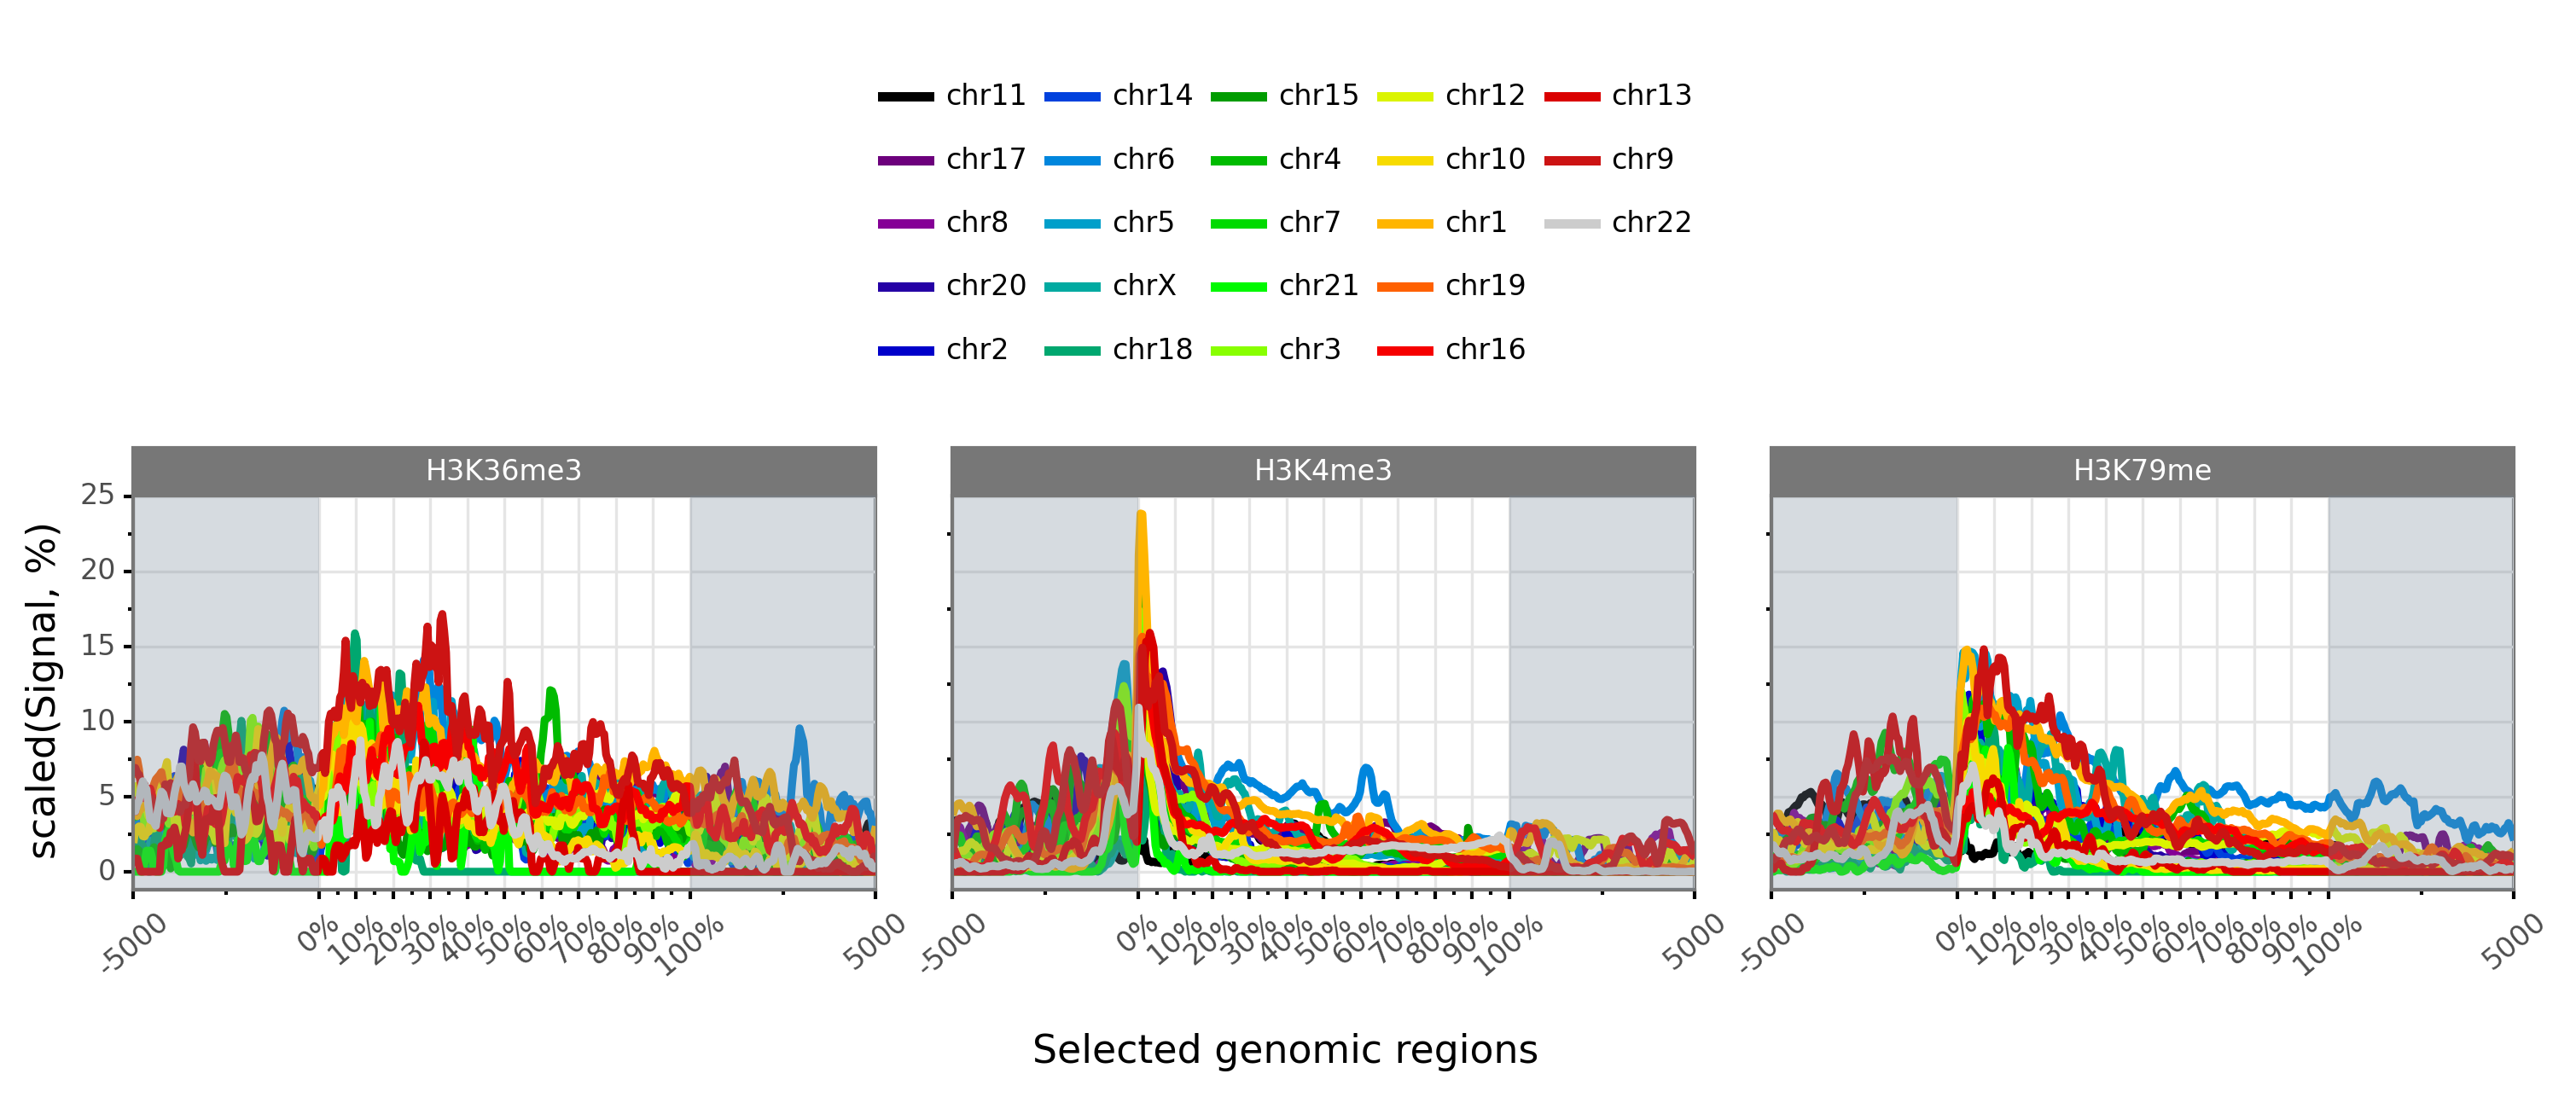 chr11 chr14 chr15 chr12 chr13
chr17 chr6 chr4 chr10 chr9
chr8 chr5 chr7 chr1 chr22
chr20 chrX chr21 chr19
chr2 chr18 chr3 chr16
H3K36me3 H3K4me3 H3K79me
25
20
15
10
5
0
scaled(Signal, %)
-5000 0% 10% 20% 30% 40% 50% 60% 70% 80% 90% 100% 5000
-5000 0% 10% 20% 30% 40% 50% 60% 70% 80% 90% 100% 5000
-5000 0% 10% 20% 30% 40% 50% 60% 70% 80% 90% 100% 5000
Selected genomic regions